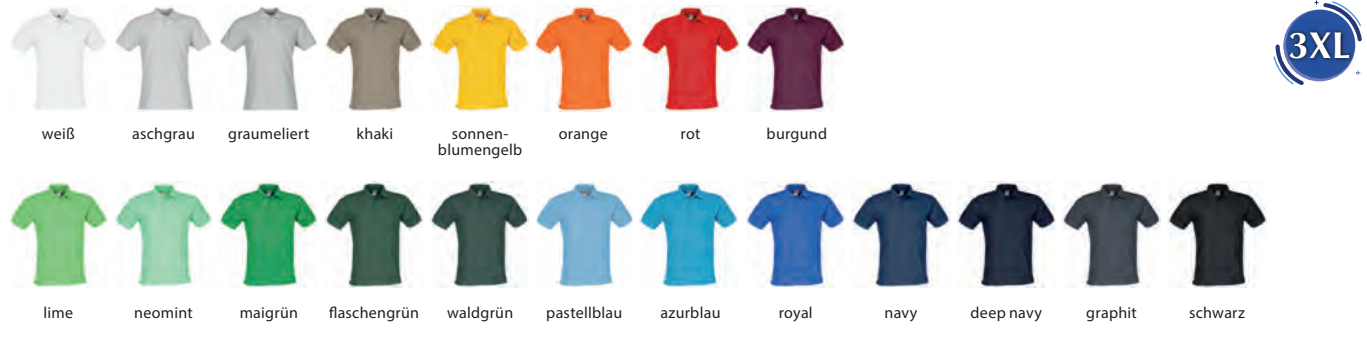 3XL
weiß
aschgrau
graumeliert
khaki
sonnen-
blumengelb
orange
rot
burgund
lime
neomint
maigrün
flaschengrün
waldgrün
pastellblau
azurblau
royal
navy
deep navy
graphit
schwarz